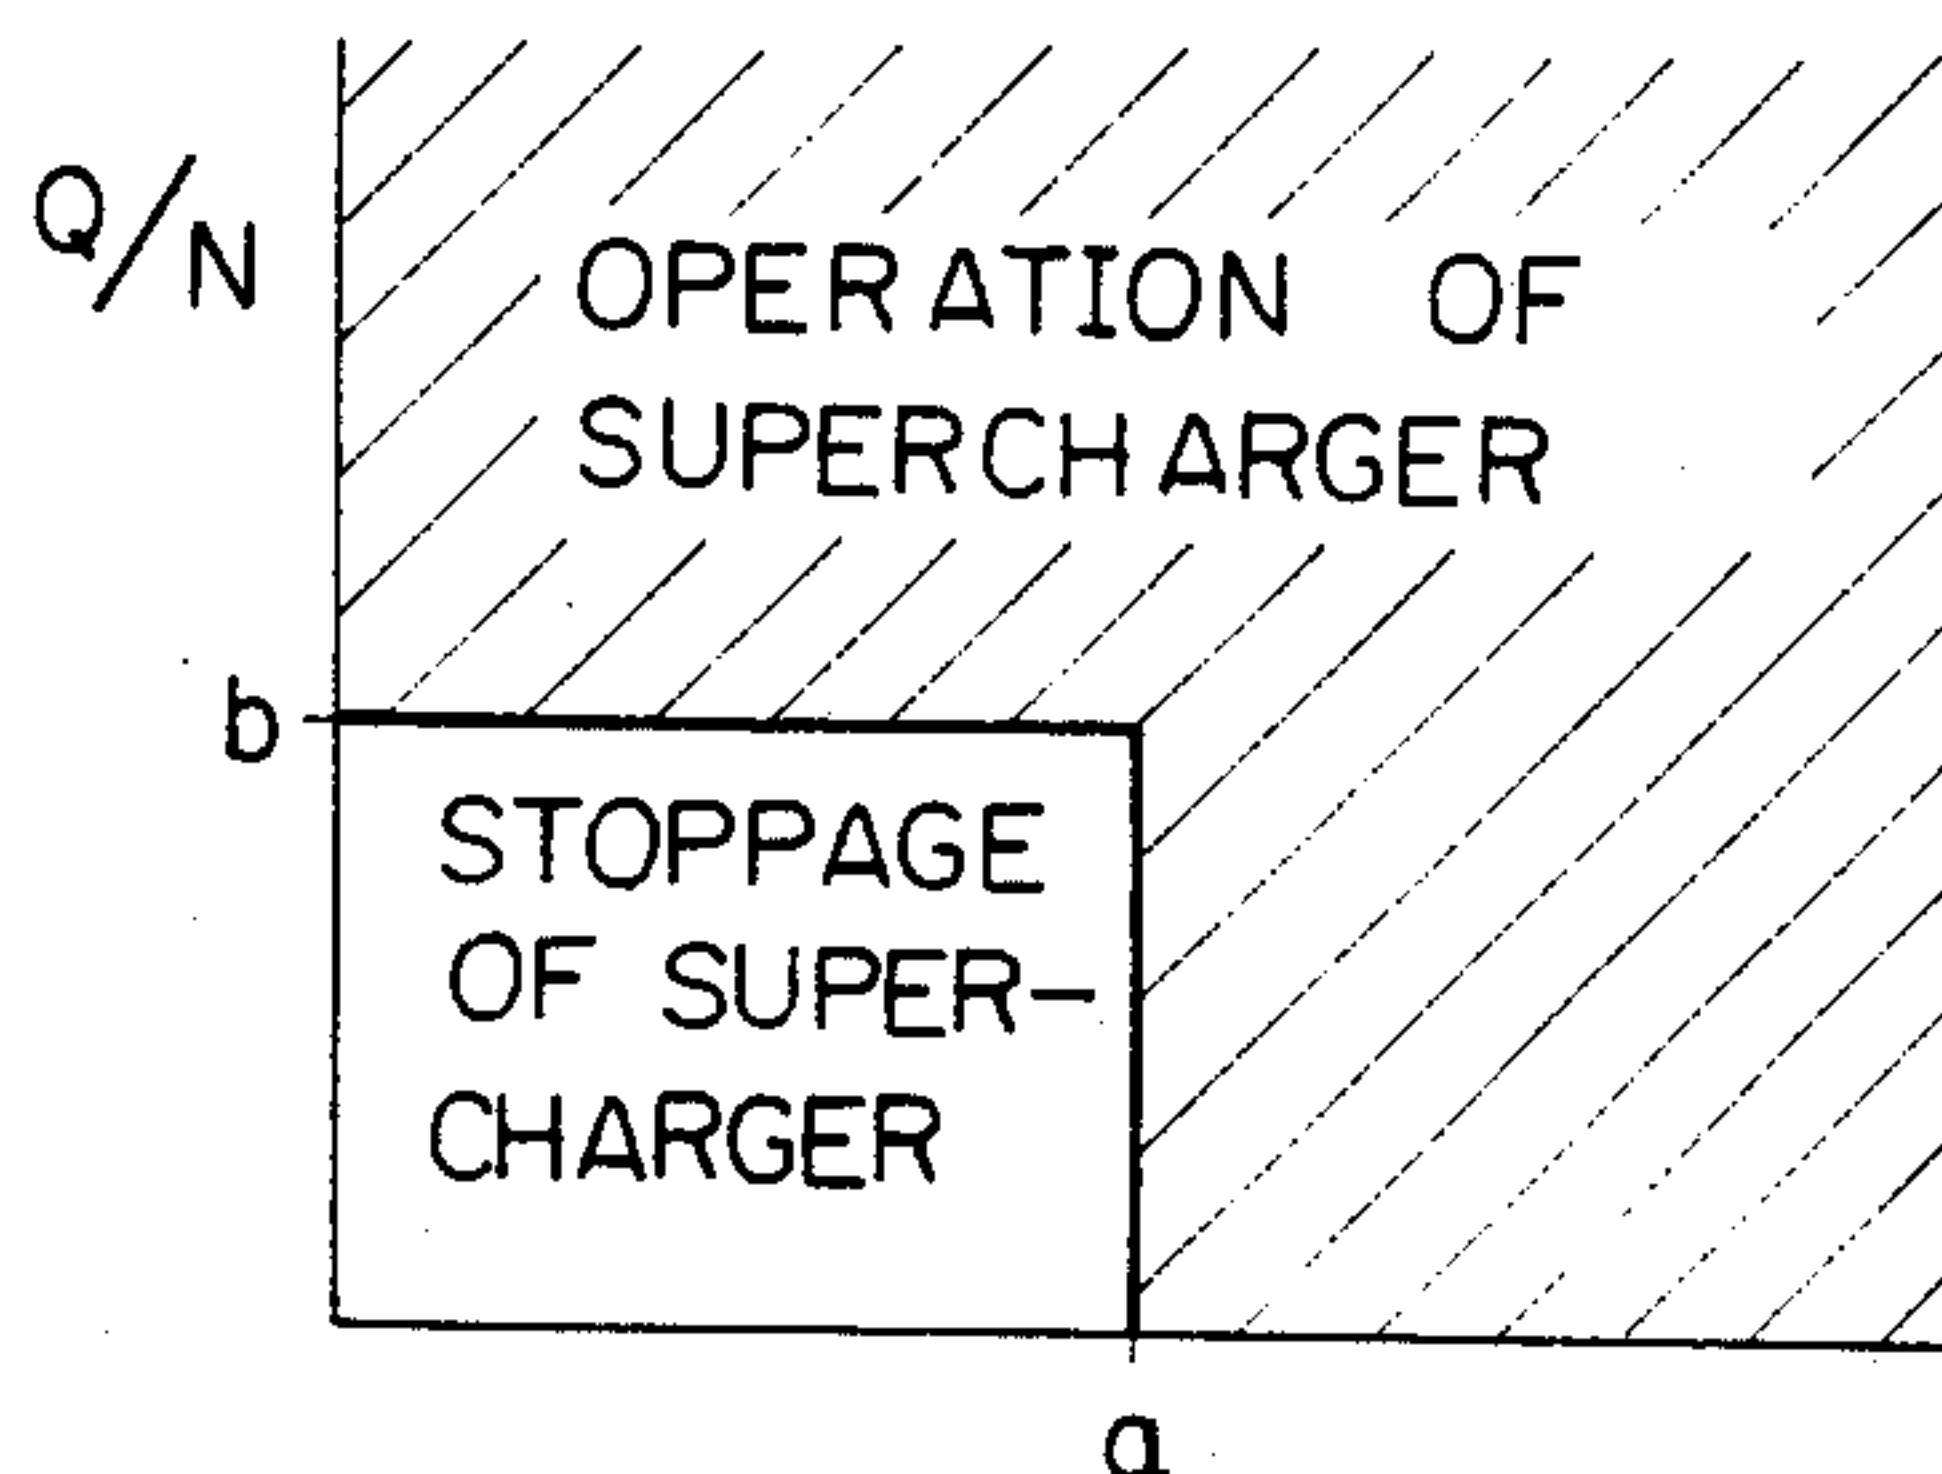 Q/N
OPERATION OF
SUPERCHARGER
b
STOPPAGE
OF SUPER-
CHARGER
a